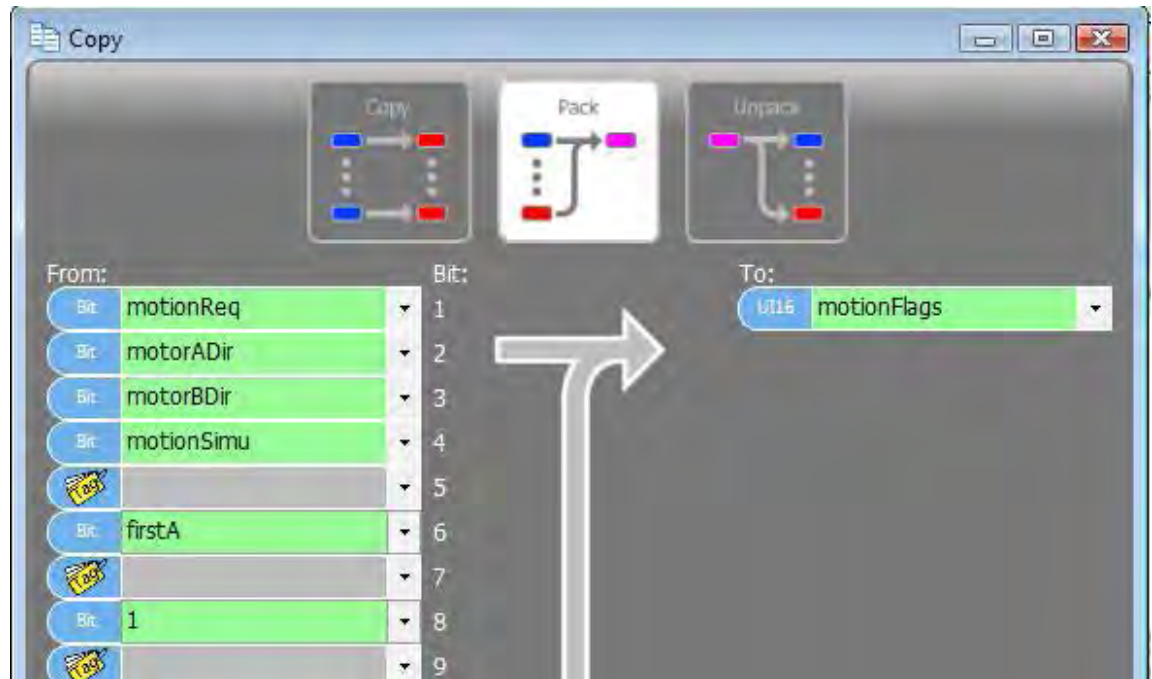 Copy
Copy Pack Unpack
From: Bit: To:
Bit motionReq 1 UI16 motionFlags
Bit motorADir 2
Bit motorBDir 3
Bit motionSimu 4
Tag 5
Bit firstA 6
Tag 7
Bit 1 8
Tag 9